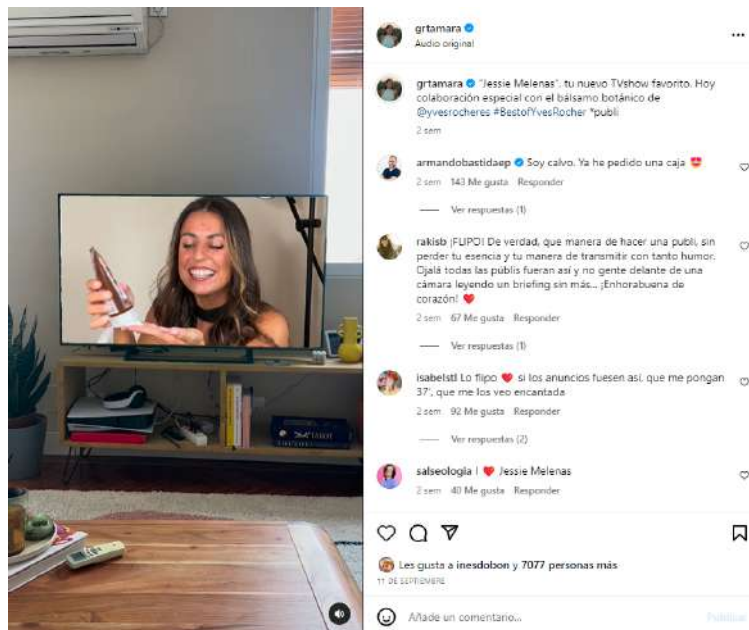 grtamara
Audio original
grtamara "Jessie Melenas", tu nuevo TVshow favorito. Hoy
colaboración especial con el bálsamo botánico de
@yvesrocheres #BestofYvesRocher *publi
2 sem
armandobastidaep Soy calvo. Ya he pedido una caja 😍
2 sem 143 Me gusta Responder
Ver respuestas (1)
rakisb ¡FLIPO! De verdad, que manera de hacer una publi, sin
perder tu esencia y tu manera de transmitir con tanto humor.
Ojalá todas las públis fueran así y no gente delante de una
cámara leyendo un briefing sin más... ¡Enhorabuena de
corazón! ❤️
2 sem 67 Me gusta Responder
Ver respuestas (1)
isabelstl Lo flipo ❤️ si los anuncios fuesen así, que me pongan
37', que me los veo encantada
2 sem 92 Me gusta Responder
Ver respuestas (2)
salseologia I ❤️ Jessie Melenas
2 sem 40 Me gusta Responder
Les gusta a inesdobon y 7077 personas más
11 DE SEPTIEMBRE
Añade un comentario...
Publicar
TAROT